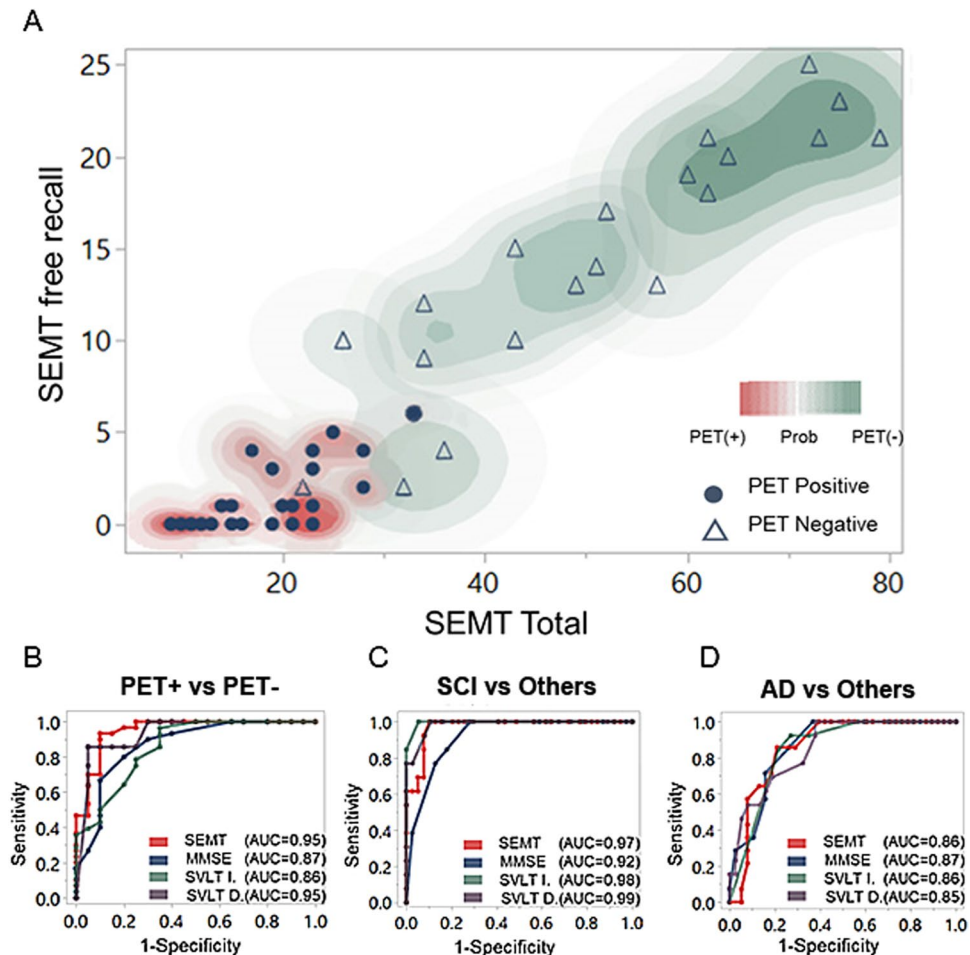 A
SEMT free recall
25
20
15
10
5
0
20 40 60 80
SEMT Total
PET(+) Prob PET(-)
PET Positive
PET Negative
B
PET+ vs PET-
Sensitivity
1.0
0.8
0.6
0.4
0.2
0.0
SEMT (AUC=0.95)
MMSE (AUC=0.87)
SVLT I. (AUC=0.86)
SVLT D.(AUC=0.95)
0.0 0.2 0.4 0.6 0.8 1.0
1-Specificity
C
SCI vs Others
Sensitivity
1.0
0.8
0.6
0.4
0.2
0.0
SEMT (AUC=0.97)
MMSE (AUC=0.92)
SVLT I. (AUC=0.98)
SVLT D.(AUC=0.99)
0.0 0.2 0.4 0.6 0.8 1.0
1-Specificity
D
AD vs Others
Sensitivity
1.0
0.8
0.6
0.4
0.2
0.0
SEMT (AUC=0.86)
MMSE (AUC=0.87)
SVLT I. (AUC=0.86)
SVLT D.(AUC=0.85)
0.0 0.2 0.4 0.6 0.8 1.0
1-Specificity